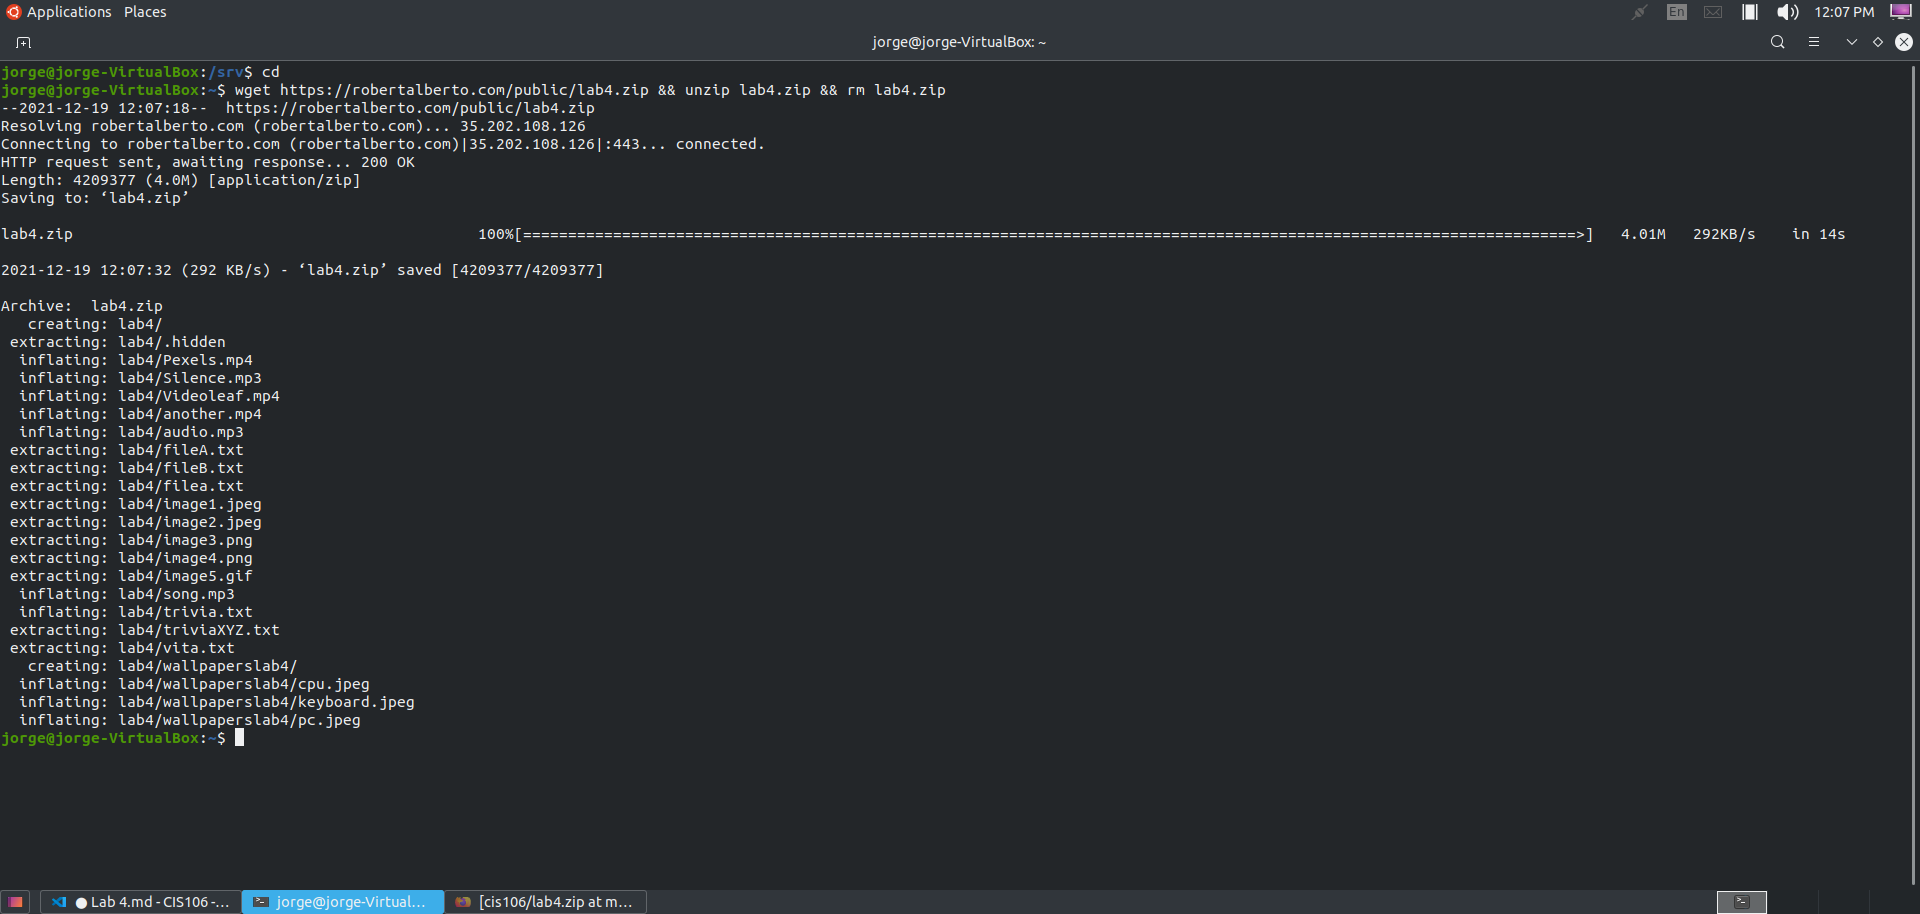 Applications Places En 12:07 PM
jorge@jorge-VirtualBox: ~
jorge@jorge-VirtualBox:/srv$ cd
jorge@jorge-VirtualBox:~$ wget https://robertalberto.com/public/lab4.zip && unzip lab4.zip && rm lab4.zip
--2021-12-19 12:07:18--  https://robertalberto.com/public/lab4.zip
Resolving robertalberto.com (robertalberto.com)... 35.202.108.126
Connecting to robertalberto.com (robertalberto.com)|35.202.108.126|:443... connected.
HTTP request sent, awaiting response... 200 OK
Length: 4209377 (4.0M) [application/zip]
Saving to: ‘lab4.zip’
lab4.zip 100%[=====================================================================================================================>] 4.01M 292KB/s in 14s
2021-12-19 12:07:32 (292 KB/s) - ‘lab4.zip’ saved [4209377/4209377]
Archive:  lab4.zip
   creating: lab4/
 extracting: lab4/.hidden
  inflating: lab4/Pexels.mp4
  inflating: lab4/Silence.mp3
  inflating: lab4/Videoleaf.mp4
  inflating: lab4/another.mp4
  inflating: lab4/audio.mp3
 extracting: lab4/fileA.txt
 extracting: lab4/fileB.txt
 extracting: lab4/filea.txt
 extracting: lab4/image1.jpeg
 extracting: lab4/image2.jpeg
 extracting: lab4/image3.png
 extracting: lab4/image4.png
 extracting: lab4/image5.gif
  inflating: lab4/song.mp3
  inflating: lab4/trivia.txt
 extracting: lab4/triviaXYZ.txt
 extracting: lab4/vita.txt
   creating: lab4/wallpaperslab4/
  inflating: lab4/wallpaperslab4/cpu.jpeg
  inflating: lab4/wallpaperslab4/keyboard.jpeg
  inflating: lab4/wallpaperslab4/pc.jpeg
jorge@jorge-VirtualBox:~$
● Lab 4.md - CIS106 -... jorge@jorge-Virtual... [cis106/lab4.zip at m...